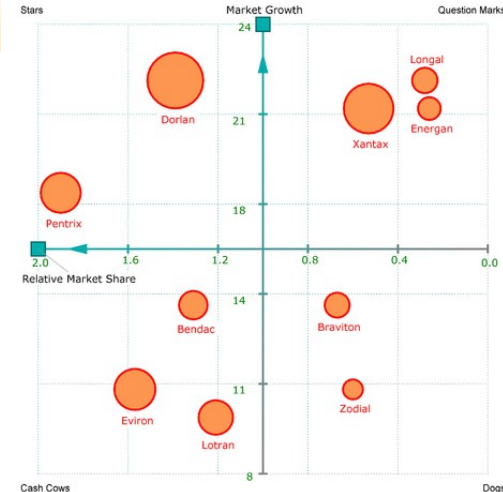 Stars
Market Growth
Question Marks
24
Longal
Dorlan
21
Energan
Xantax
18
Pentrix
2.0
1.6
1.2
0.8
0.4
0.0
Relative Market Share
14
Bendac
Braviton
11
Eviron
Zodial
Lotran
8
Cash Cows
Dogs